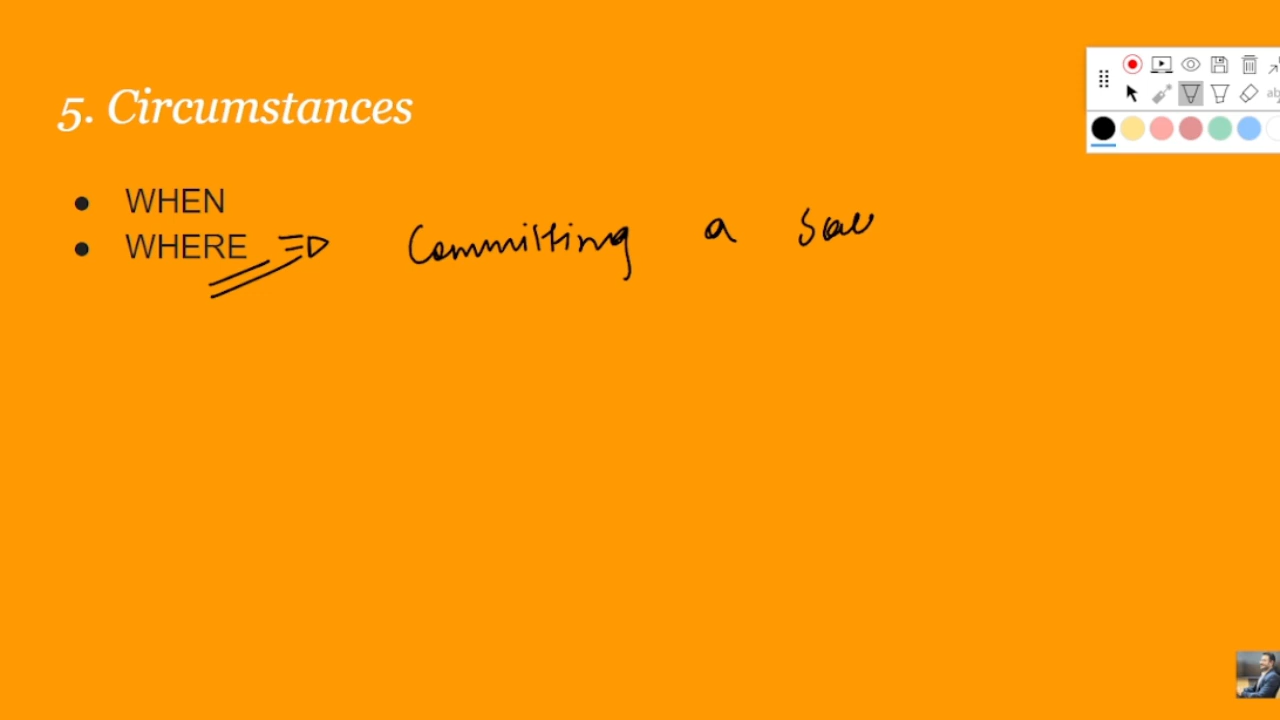 5. Circumstances
● WHEN
● WHERE ⇒ Committing a